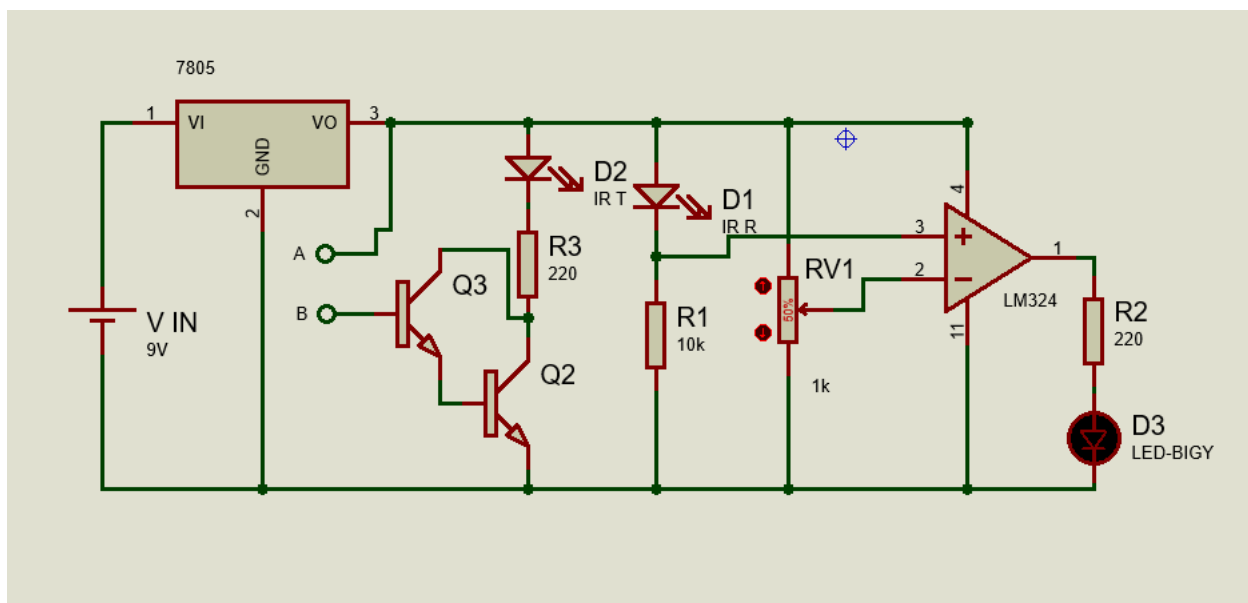 7805
1
VI
VO
3
GND
2
A
B
V IN
9V
Q3
Q2
D2
IR T
R3
220
D1
IR R
R1
10k
RV1
50%
1k
3
2
4
11
1
LM324
R2
220
D3
LED-BIGY